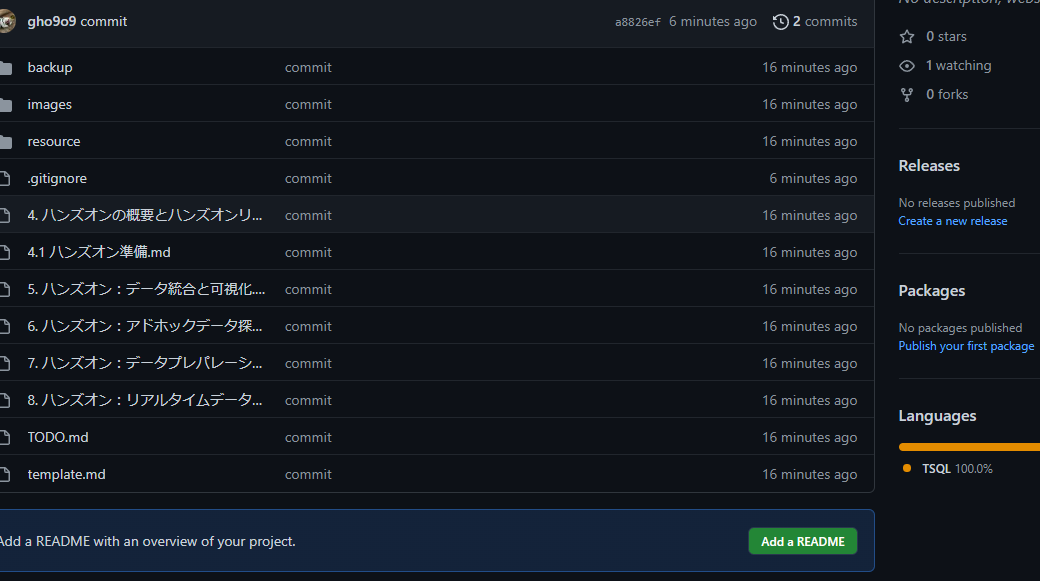 gho9o9 commit a8826ef 6 minutes ago 2 commits
backup commit 16 minutes ago
images commit 16 minutes ago
resource commit 16 minutes ago
.gitignore commit 6 minutes ago
4. ハンズオンの概要とハンズオンリ... commit 16 minutes ago
4.1 ハンズオン準備.md commit 16 minutes ago
5. ハンズオン：データ統合と可視化.... commit 16 minutes ago
6. ハンズオン：アドホックデータ探... commit 16 minutes ago
7. ハンズオン：データプレパレーシ... commit 16 minutes ago
8. ハンズオン：リアルタイムデータ... commit 16 minutes ago
TODO.md commit 16 minutes ago
template.md commit 16 minutes ago
Add a README with an overview of your project. Add a README
No description, webs
0 stars
1 watching
0 forks
Releases
No releases published
Create a new release
Packages
No packages published
Publish your first package
Languages
TSQL 100.0%